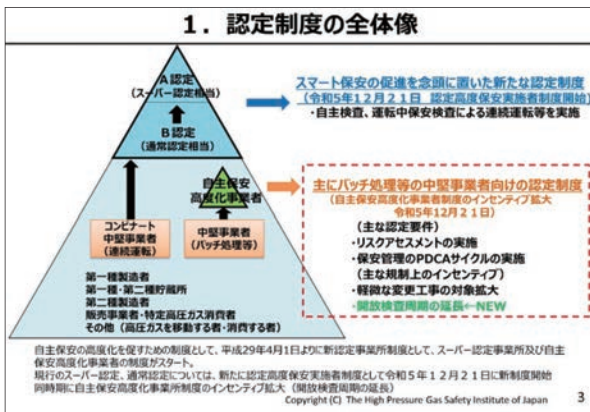 1．認定制度の全体像
A認定
(スーパー認定相当)
B認定
(通常認定相当)
スマート保安の促進を念頭に置いた新たな認定制度
(令和5年12月21日 認定高度保安実施者制度開始)
・自主検査、運転中保安検査による連続運転等を実施
自主保安
高度化事業者
コンビナート
中堅事業者
(連続運転)
中堅事業者
(バッチ処理等)
主にバッチ処理等の中堅事業者向けの認定制度
(自主保安高度化事業者制度のインセンティブ拡大
令和5年12月21日)
(主な認定要件)
・リスクアセスメントの実施
・保安管理のPDCAサイクルの実施
(主な規制上のインセンティブ)
・軽微な変更工事の対象拡大
・開放検査周期の延長←NEW
第一種製造者
第一種・第二種貯蔵所
第二種製造者
販売事業者・特定高圧ガス消費者
その他（高圧ガスを移動する者・消費する者）
自主保安の高度化を促すための制度として、平成29年4月1日よりに新認定事業所制度として、スーパー認定事業所及び自主
保安高度化事業者の制度がスタート。
現行のスーパー認定、通常認定については、新たに認定高度保安実施者制度として令和５年１２月２１日に新制度開始
同時期に自主保安高度化事業所制度のインセンティブ拡大（開放検査周期の延長）
Copyright (C) The High Pressure Gas Safety Institute of Japan
3